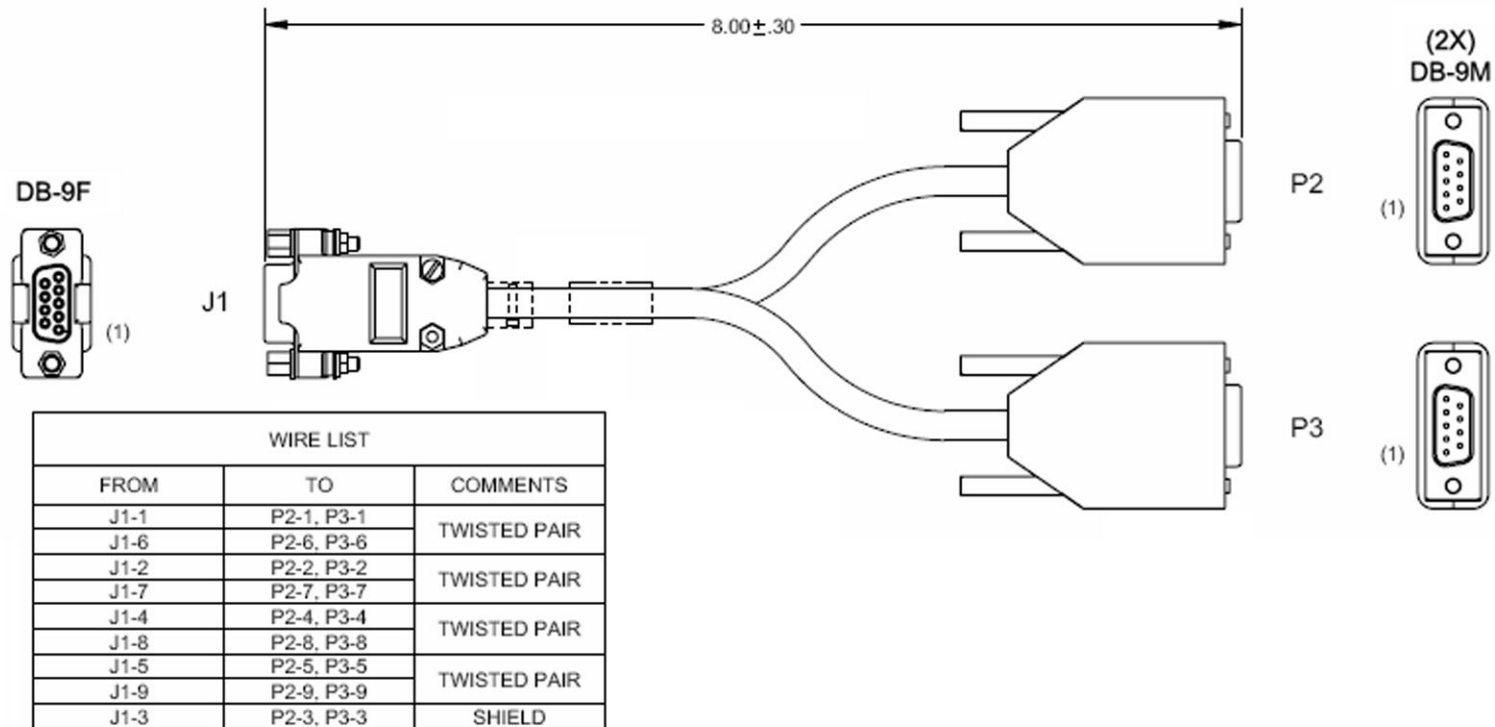 8.00±.30
(2X)
DB-9M
DB-9F
P2
(1)
J1
(1)
P3
(1)
WIRE LIST
FROM TO COMMENTS
J1-1 P2-1, P3-1 TWISTED PAIR
J1-6 P2-6, P3-6
J1-2 P2-2, P3-2 TWISTED PAIR
J1-7 P2-7, P3-7
J1-4 P2-4, P3-4 TWISTED PAIR
J1-8 P2-8, P3-8
J1-5 P2-5, P3-5 TWISTED PAIR
J1-9 P2-9, P3-9
J1-3 P2-3, P3-3 SHIELD